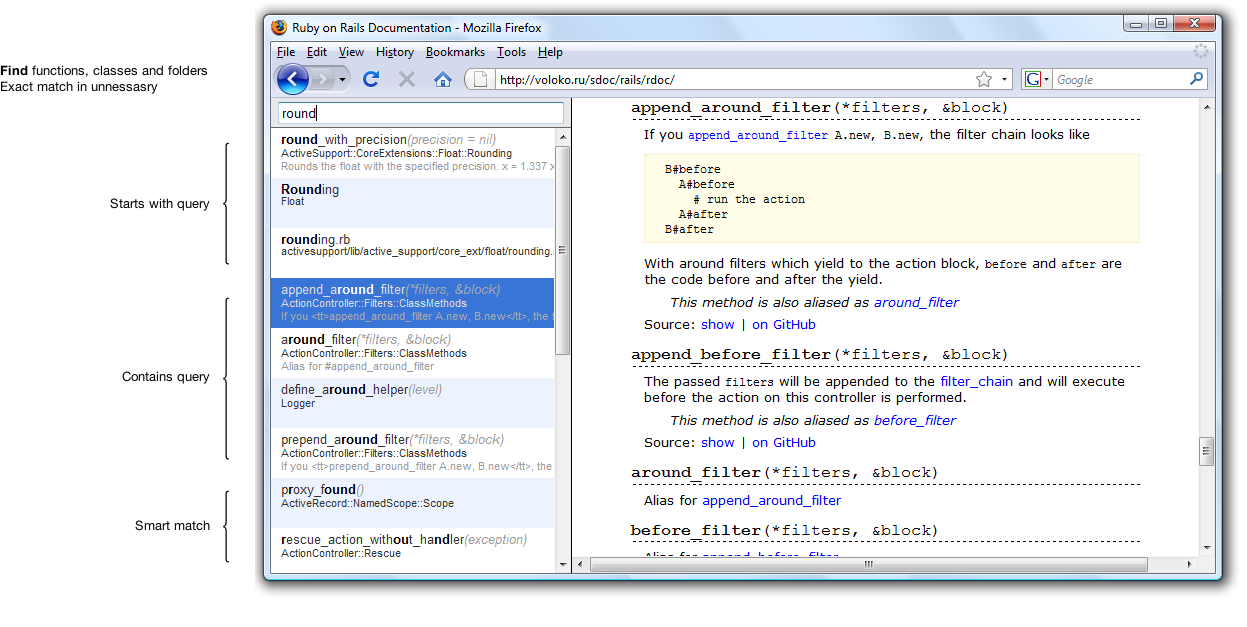 Ruby on Rails Documentation - Mozilla Firefox
File Edit View History Bookmarks Tools Help
http://voloko.ru/sdoc/rails/rdoc/
G
Google
Find functions, classes and folders
Exact match in unnessasry
Starts with query
Contains query
Smart match
round
round_with_precision(precision = nil)
ActiveSupport::CoreExtensions::Float::Rounding
Rounds the float with the specified precision. x = 1.337 x
Rounding
Float
rounding.rb
activesupport/lib/active_support/core_ext/float/rounding.
append_around_filter(*filters, &block)
ActionController::Filters::ClassMethods
If you <tt>append_around_filter A.new, B.new</tt>, the f
around_filter(*filters, &block)
ActionController::Filters::ClassMethods
Alias for #append_around_filter
define_around_helper(level)
Logger
prepend_around_filter(*filters, &block)
ActionController::Filters::ClassMethods
If you <tt>prepend_around_filter A.new, B.new</tt>, the
proxy_found()
ActiveRecord::NamedScope::Scope
rescue_action_without_handler(exception)
ActionController::Rescue
append_around_filter(*filters, &block)
If you append_around_filter A.new, B.new, the filter chain looks like
B#before
A#before
# run the action
A#after
B#after
With around filters which yield to the action block, before and after are
the code before and after the yield.
This method is also aliased as around_filter
Source: show | on GitHub
append_before_filter(*filters, &block)
The passed filters will be appended to the filter_chain and will execute
before the action on this controller is performed.
This method is also aliased as before_filter
Source: show | on GitHub
around_filter(*filters, &block)
Alias for append_around_filter
before_filter(*filters, &block)
Alias for append_before_filter